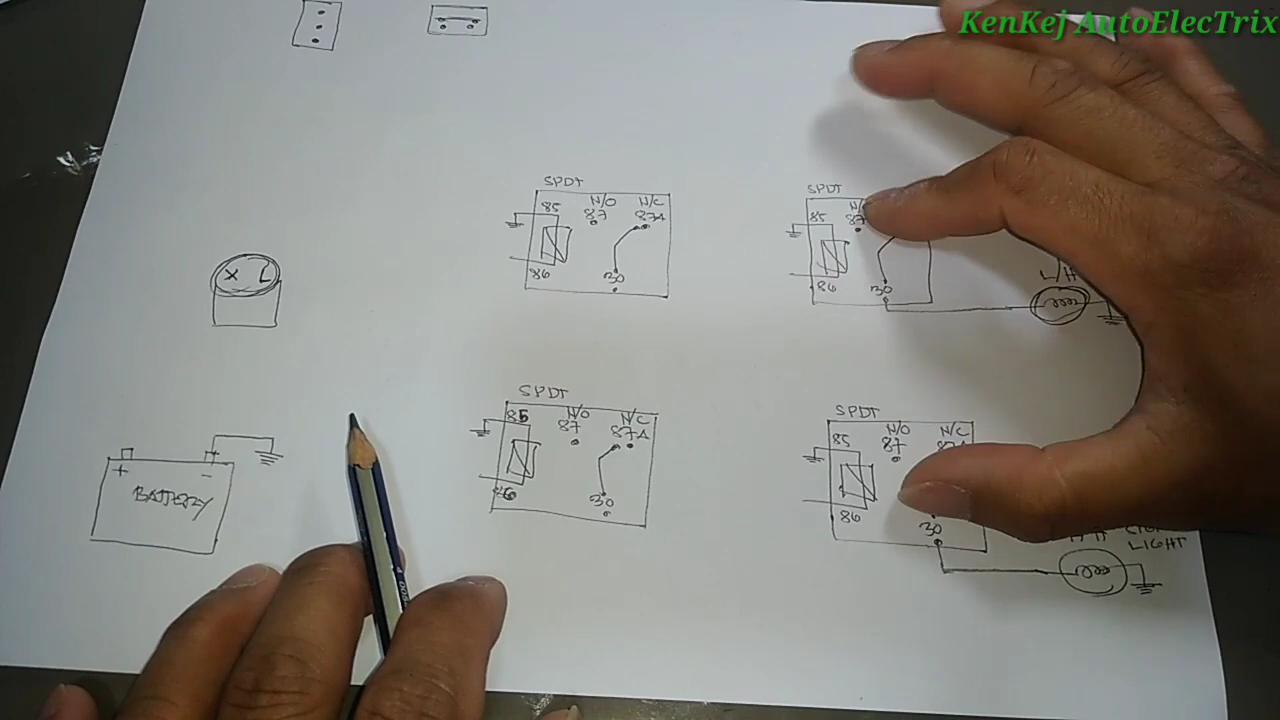 KenKej AutoElecTrix
SPDT
85
N/O
87
N/C
87A
86
30
SPDT
85
87
86
30
L/H
X L
SPDT
85
N/O
87
N/C
87A
86
30
SPDT
85
N/O
87
N/C
86
30
LIGHT
+
-
BATTERY